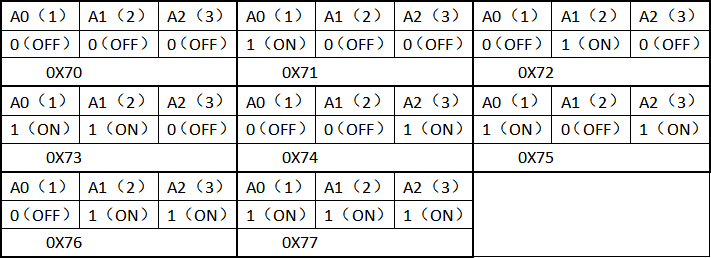 A0（1） A1（2） A2（3） A0（1） A1（2） A2（3） A0（1） A1（2） A2（3）
0（OFF） 0（OFF） 0（OFF） 1（ON） 0（OFF） 0（OFF） 0（OFF） 1（ON） 0（OFF）
0X70 0X71 0X72
A0（1） A1（2） A2（3） A0（1） A1（2） A2（3） A0（1） A1（2） A2（3）
1（ON） 1（ON） 0（OFF） 0（OFF） 0（OFF） 1（ON） 1（ON） 0（OFF） 1（ON）
0X73 0X74 0X75
A0（1） A1（2） A2（3） A0（1） A1（2） A2（3）
0（OFF） 1（ON） 1（ON） 1（ON） 1（ON） 1（ON）
0X76 0X77